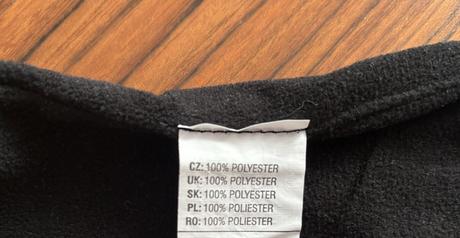 CZ: 100% POLYESTER
UK: 100% POLYESTER
SK: 100% POLYESTER
PL: 100% POLIESTER
RO: 100% POLIESTER